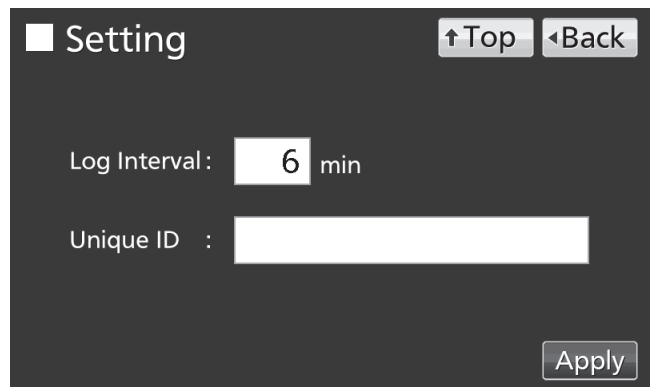 Setting ↑Top ◂Back
Log Interval: 6 min
Unique ID :
Apply